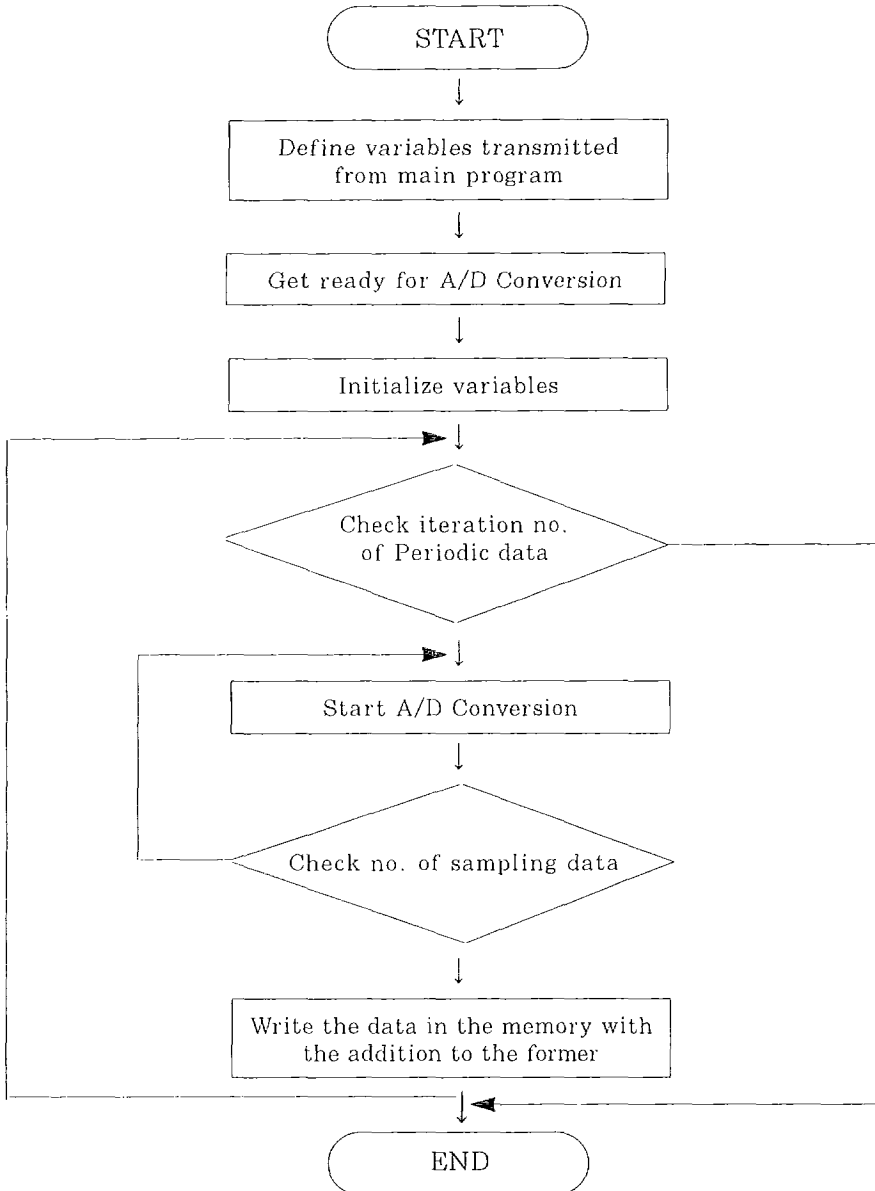 START
Define variables transmitted
from main program
Get ready for A/D Conversion
Initialize variables
Check iteration no.
of Periodic data
Start A/D Conversion
Check no. of sampling data
Write the data in the memory with
the addition to the former
END